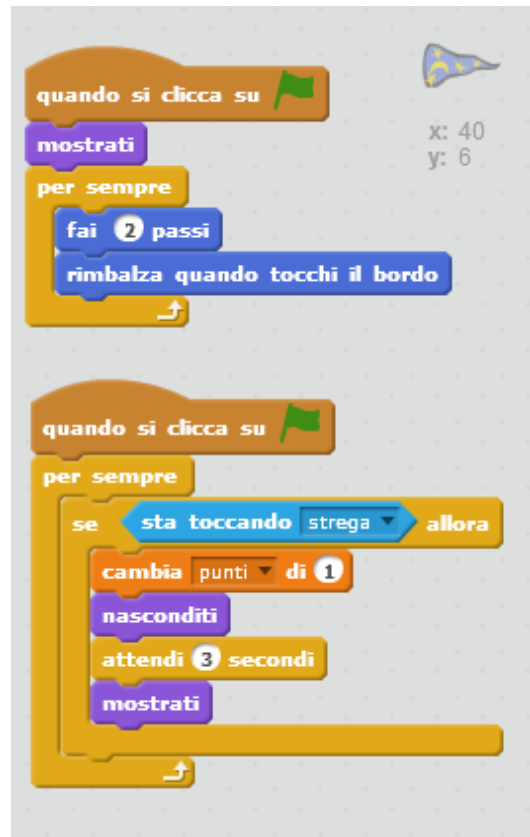 x: 40
y: 6
quando si clicca su
mostrati
per sempre
fai 2 passi
rimbalza quando tocchi il bordo
quando si clicca su
per sempre
se sta toccando strega allora
cambia punti di 1
nasconditi
attendi 3 secondi
mostrati